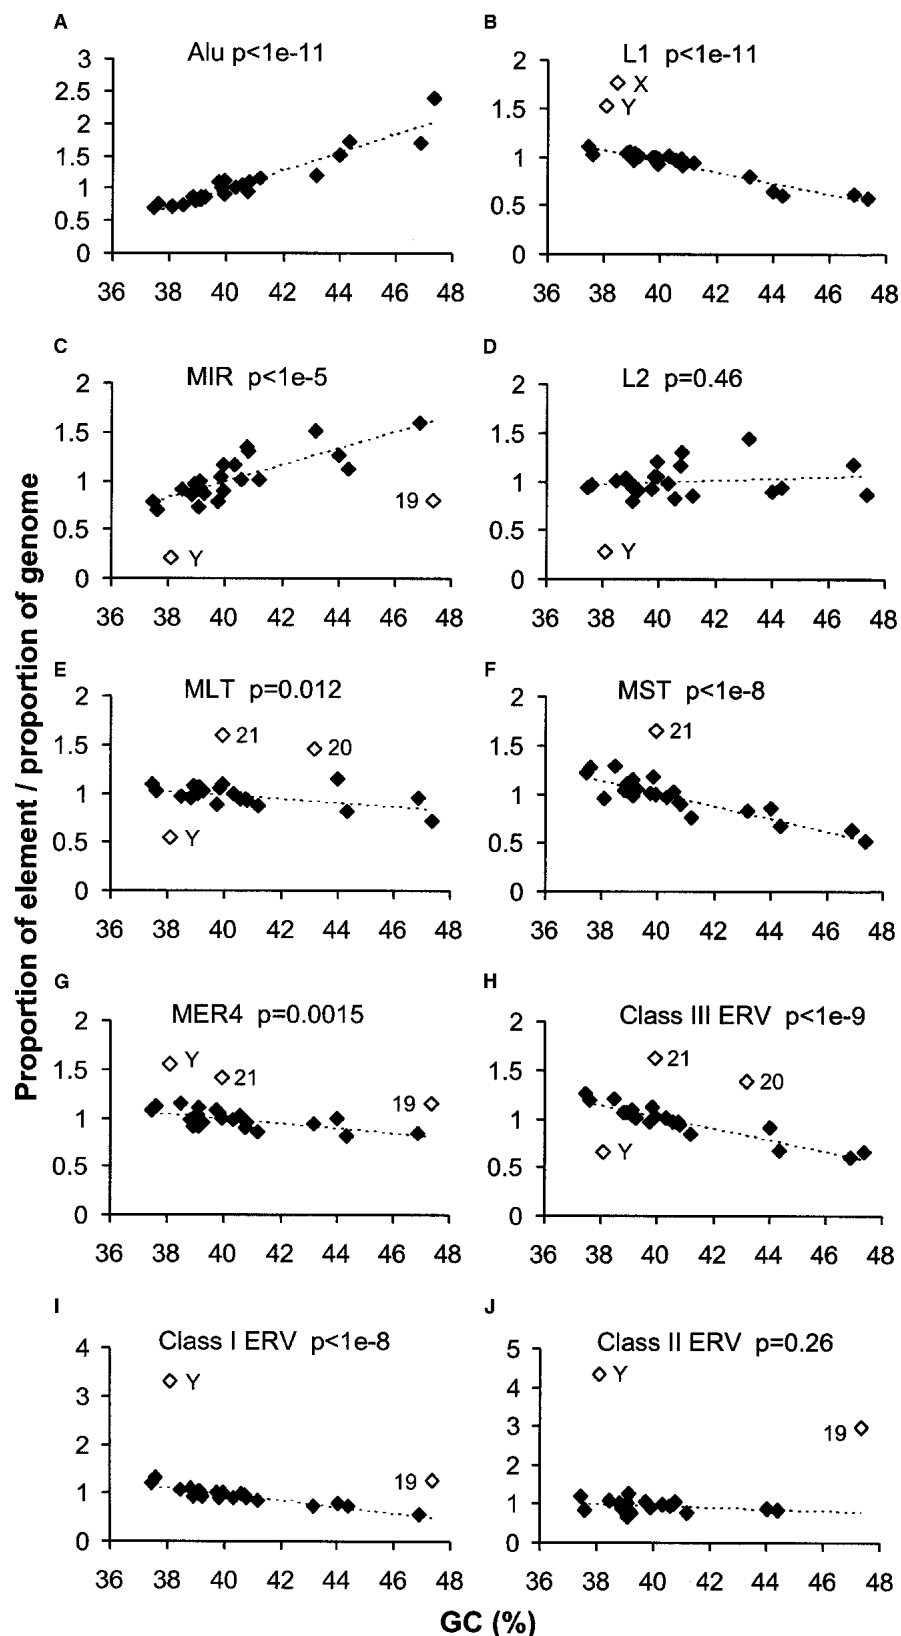 A
Alu p<1e-11
3
2.5
2
1.5
1
0.5
0
36 38 40 42 44 46 48
B
L1 p<1e-11
2
1.5
1
0.5
0
X
Y
36 38 40 42 44 46 48
C
MIR p<1e-5
2
1.5
1
0.5
0
19
Y
36 38 40 42 44 46 48
D
L2 p=0.46
2
1.5
1
0.5
0
Y
36 38 40 42 44 46 48
Proportion of element / proportion of genome
E
MLT p=0.012
2
1.5
1
0.5
0
21
20
Y
36 38 40 42 44 46 48
F
MST p<1e-8
2
1.5
1
0.5
0
21
36 38 40 42 44 46 48
G
MER4 p=0.0015
2
1.5
1
0.5
0
Y
21
19
36 38 40 42 44 46 48
H
Class III ERV p<1e-9
2
1.5
1
0.5
0
21
20
Y
36 38 40 42 44 46 48
I
Class I ERV p<1e-8
4
3
2
1
0
Y
19
36 38 40 42 44 46 48
J
Class II ERV p=0.26
5
4
3
2
1
0
Y
19
36 38 40 42 44 46 48
GC (%)